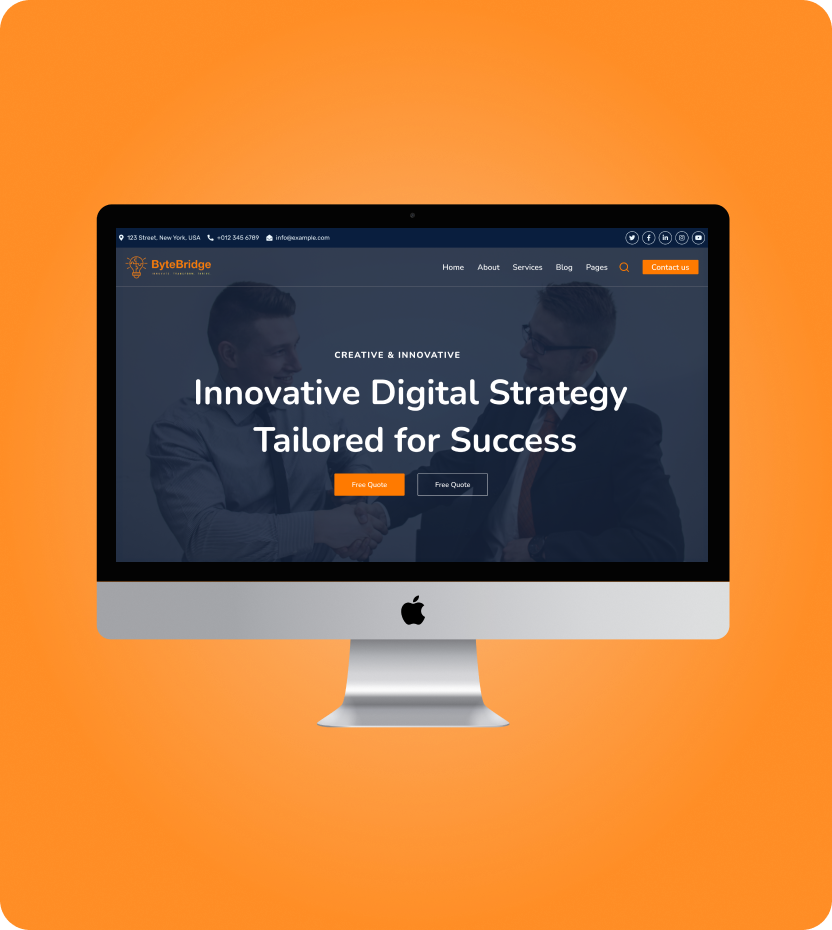 123 Street, New York, USA +012 345 6789 info@example.com
ByteBridge
Home About Services Blog Pages Contact us
CREATIVE & INNOVATIVE
Innovative Digital Strategy
Tailored for Success
Free Quote Free Quote